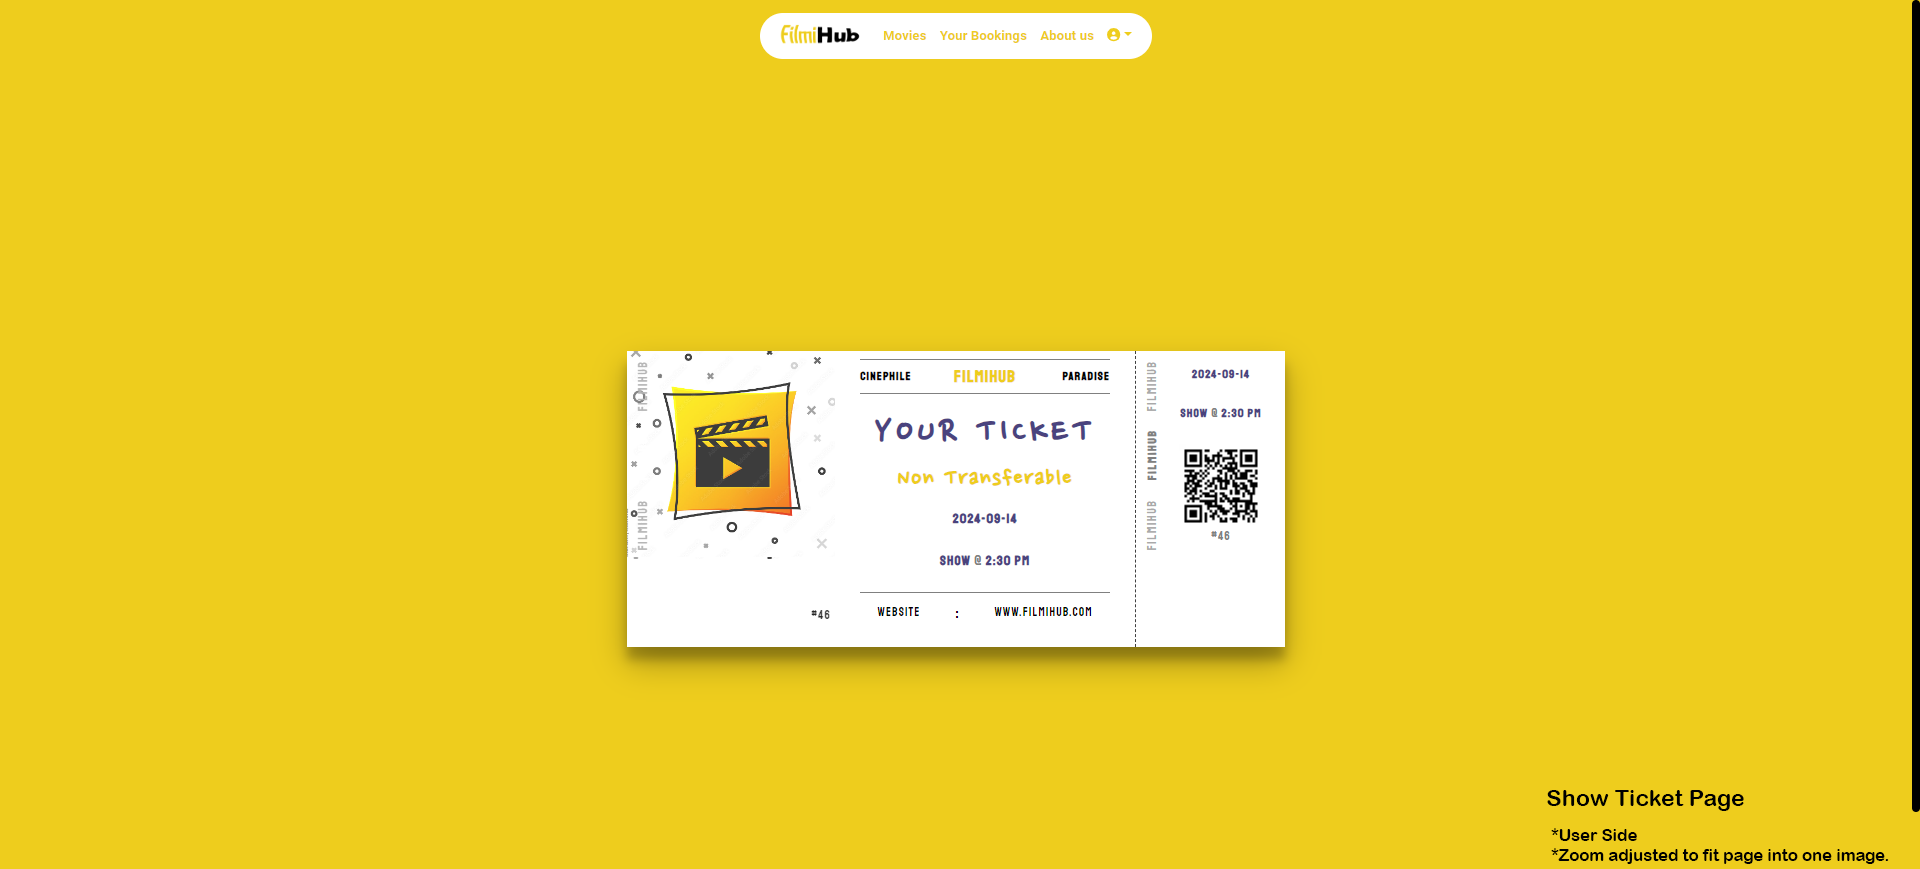 FilmiHub Movies Your Bookings About us
FILMIHUB
FILMIHUB
#46
CINEPHILE FILMIHUB PARADISE
YOUR TICKET
Non Transferable
2024-09-14
SHOW @ 2:30 PM
WEBSITE : WWW.FILMIHUB.COM
FILMIHUB
FILMIHUB
FILMIHUB
2024-09-14
SHOW @ 2:30 PM
#46
Show Ticket Page
*User Side
*Zoom adjusted to fit page into one image.